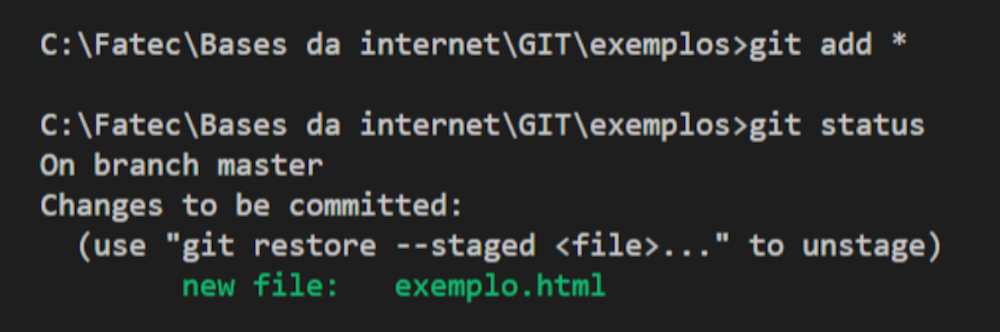 C:\Fatec\Bases da internet\GIT\exemplos>git add *
C:\Fatec\Bases da internet\GIT\exemplos>git status
On branch master
Changes to be committed:
(use "git restore --staged <file>..." to unstage)
new file: exemplo.html